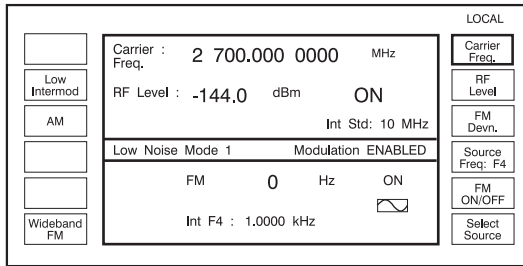 LOCAL
Carrier : Freq. 2 700.000 0000 MHz
RF Level : -144.0 dBm ON
Int Std: 10 MHz
Low Noise Mode 1 Modulation ENABLED
FM 0 Hz ON
Int F4 : 1.0000 kHz
Low
Intermod
AM
Wideband
FM
Carrier
Freq.
RF
Level
FM
Devn.
Source
Freq: F4
FM
ON/OFF
Select
Source